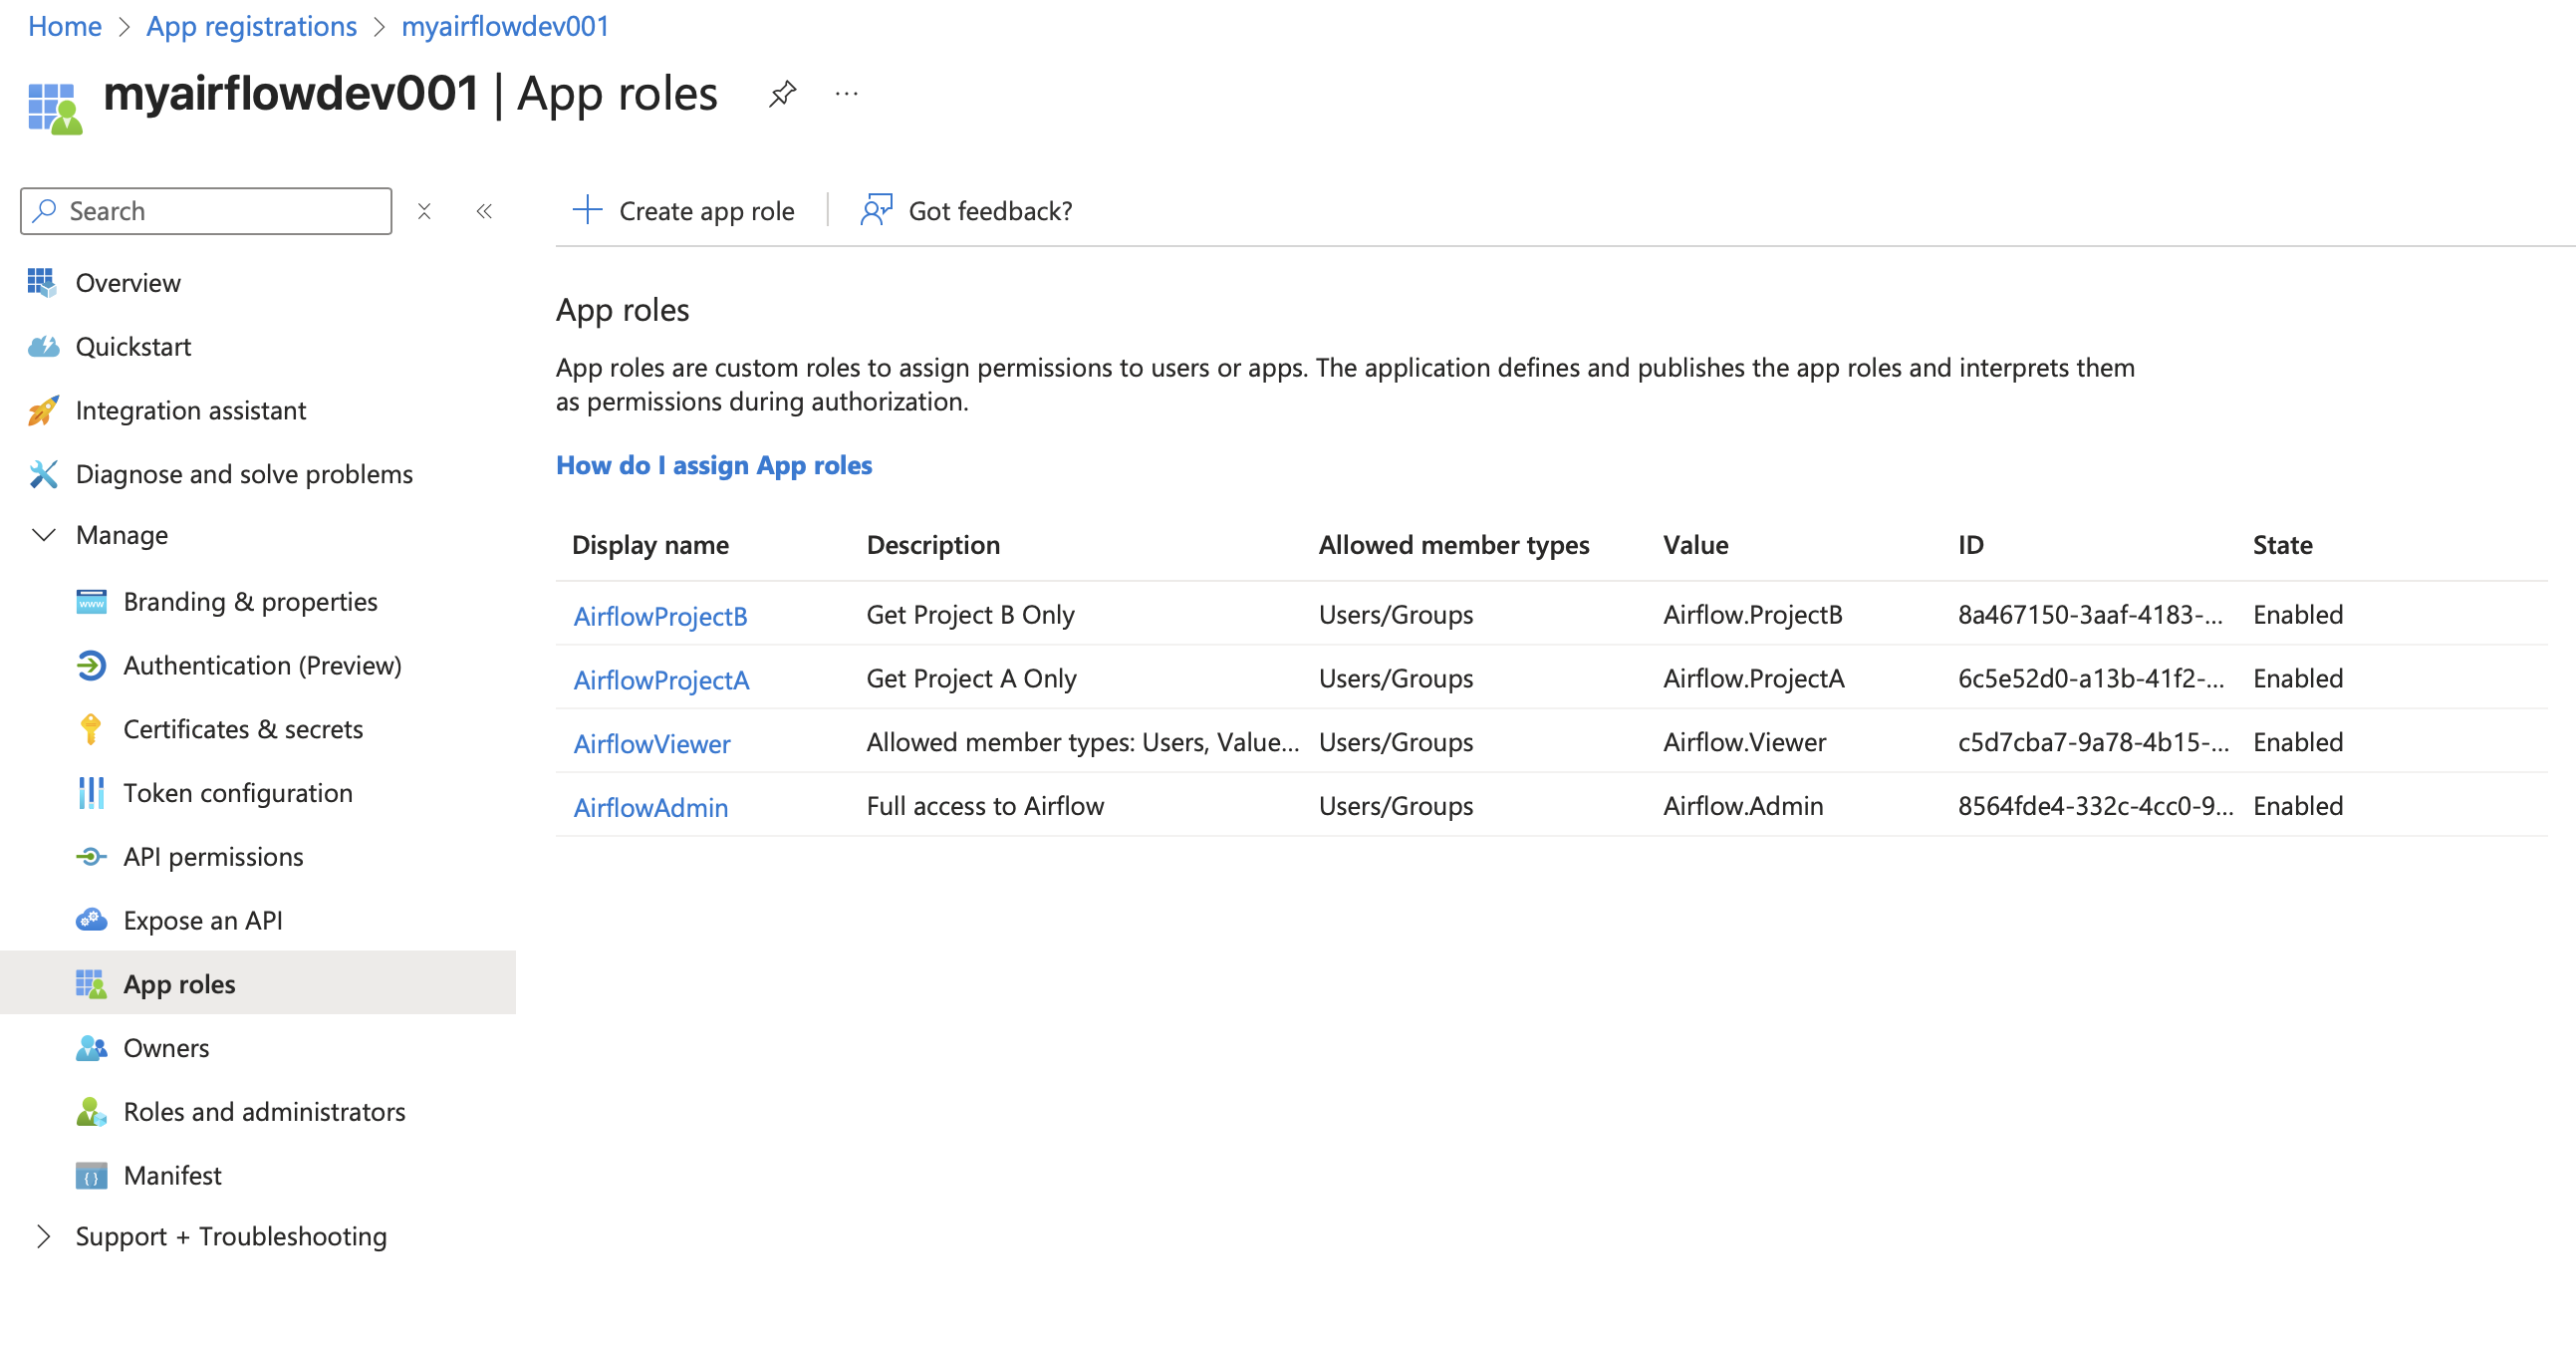 Home > App registrations > myairflowdev001
myairflowdev001 | App roles
Search
Create app role
Got feedback?
Overview
Quickstart
Integration assistant
Diagnose and solve problems
Manage
Branding & properties
Authentication (Preview)
Certificates & secrets
Token configuration
API permissions
Expose an API
App roles
Owners
Roles and administrators
Manifest
Support + Troubleshooting
App roles
App roles are custom roles to assign permissions to users or apps. The application defines and publishes the app roles and interprets them
as permissions during authorization.
How do I assign App roles
Display name Description Allowed member types Value ID State
AirflowProjectB Get Project B Only Users/Groups Airflow.ProjectB 8a467150-3aaf-4183-... Enabled
AirflowProjectA Get Project A Only Users/Groups Airflow.ProjectA 6c5e52d0-a13b-41f2-... Enabled
AirflowViewer Allowed member types: Users, Value... Users/Groups Airflow.Viewer c5d7cba7-9a78-4b15-... Enabled
AirflowAdmin Full access to Airflow Users/Groups Airflow.Admin 8564fde4-332c-4cc0-9... Enabled